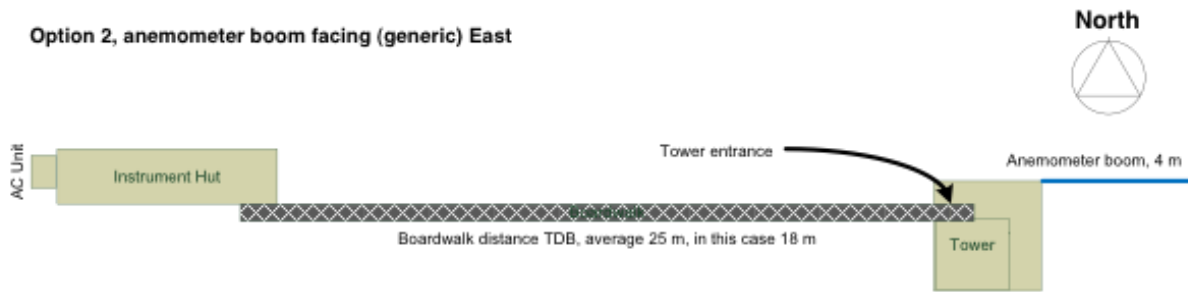 North
Option 2, anemometer boom facing (generic) East
AC Unit
Instrument Hut
Tower entrance
Anemometer boom, 4 m
Boardwalk
Boardwalk distance TDB, average 25 m, in this case 18 m
Tower